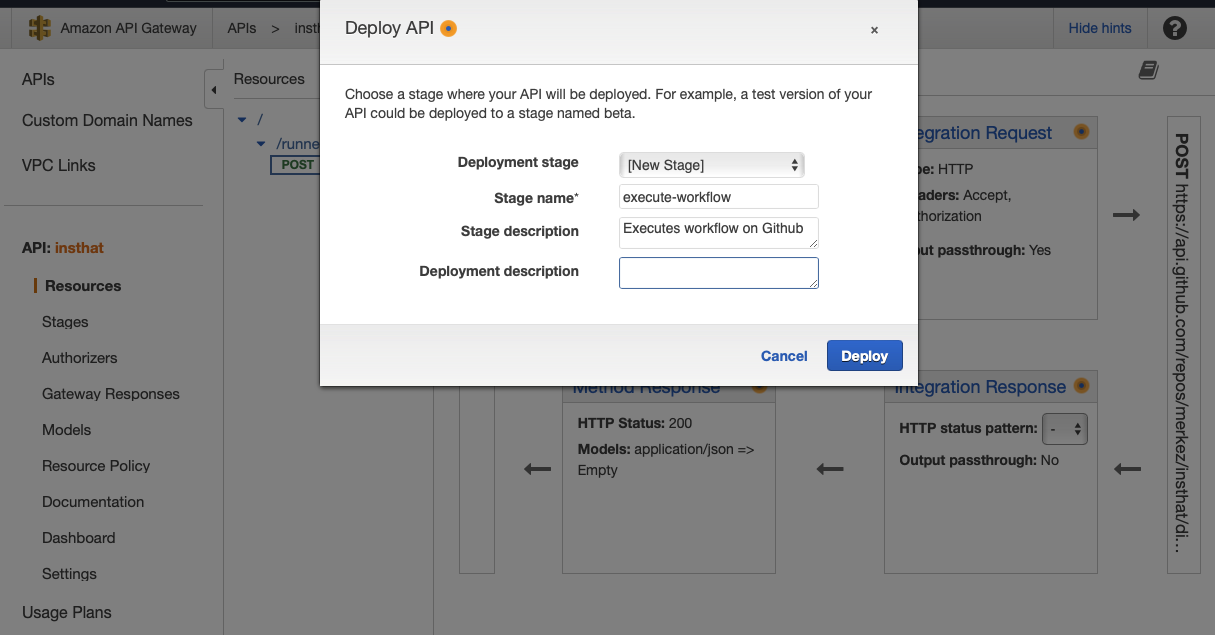 Amazon API Gateway
APIs > insth
Hide hints
?
Deploy API
×
Choose a stage where your API will be deployed. For example, a test version of your
API could be deployed to a stage named beta.
Deployment stage [New Stage]
Stage name* execute-workflow
Stage description Executes workflow on Github
Deployment description
Cancel Deploy
APIs
Custom Domain Names
VPC Links
API: insthat
Resources
Stages
Authorizers
Gateway Responses
Models
Resource Policy
Documentation
Dashboard
Settings
Usage Plans
Resources
/
/runne
POST
egration Request
pe: HTTP
aders: Accept,
thorization
ut passthrough: Yes
Method Response
HTTP Status: 200
Models: application/json =>
Empty
Integration Response
HTTP status pattern: -
Output passthrough: No
POST https://api.github.com/repos/merkez/insthat/di...